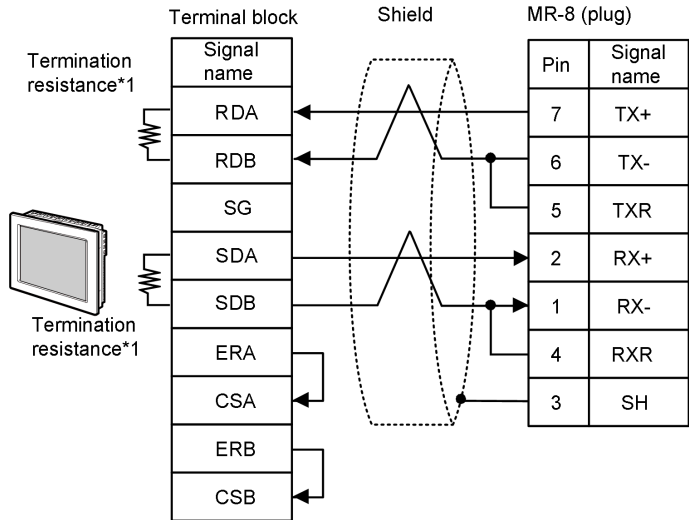 Terminal block
Shield
MR-8 (plug)
Termination
resistance*1
Signal
name
Pin
Signal
name
RDA
7
TX+
RDB
6
TX-
SG
5
TXR
SDA
2
RX+
SDB
1
RX-
Termination
resistance*1
ERA
4
RXR
CSA
3
SH
ERB
CSB